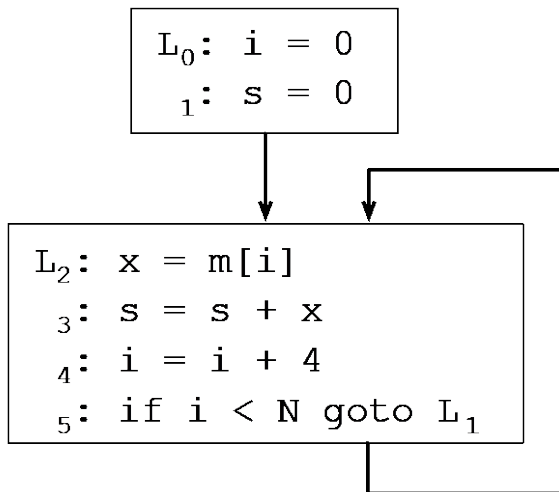 L₀: i = 0
₁: s = 0
L₂: x = m[i]
₃: s = s + x
₄: i = i + 4
₅: if i < N goto L₁